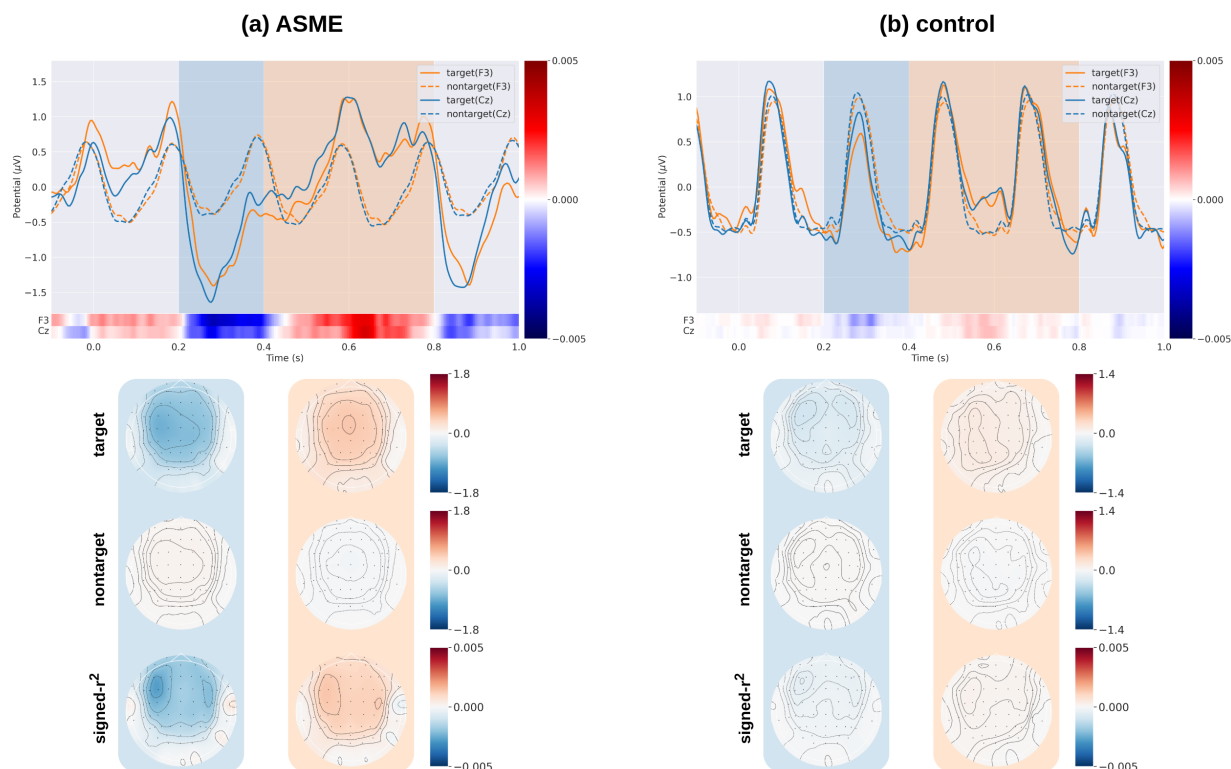 (a) ASME
(b) control
target(F3)
nontarget(F3)
target(Cz)
nontarget(Cz)
Potential (μV)
1.5
1.0
0.5
0.0
−0.5
−1.0
−1.5
F3
Cz
0.0 0.2 0.4 0.6 0.8 1.0
Time (s)
0.005
0.000
−0.005
target(F3)
nontarget(F3)
target(Cz)
nontarget(Cz)
Potential (μV)
1.0
0.5
0.0
−0.5
−1.0
F3
Cz
0.0 0.2 0.4 0.6 0.8 1.0
Time (s)
0.005
0.000
−0.005
target
1.8
0.0
−1.8
target
1.4
0.0
−1.4
nontarget
1.8
0.0
−1.8
nontarget
1.4
0.0
−1.4
signed-r²
0.005
0.000
−0.005
signed-r²
0.005
0.000
−0.005